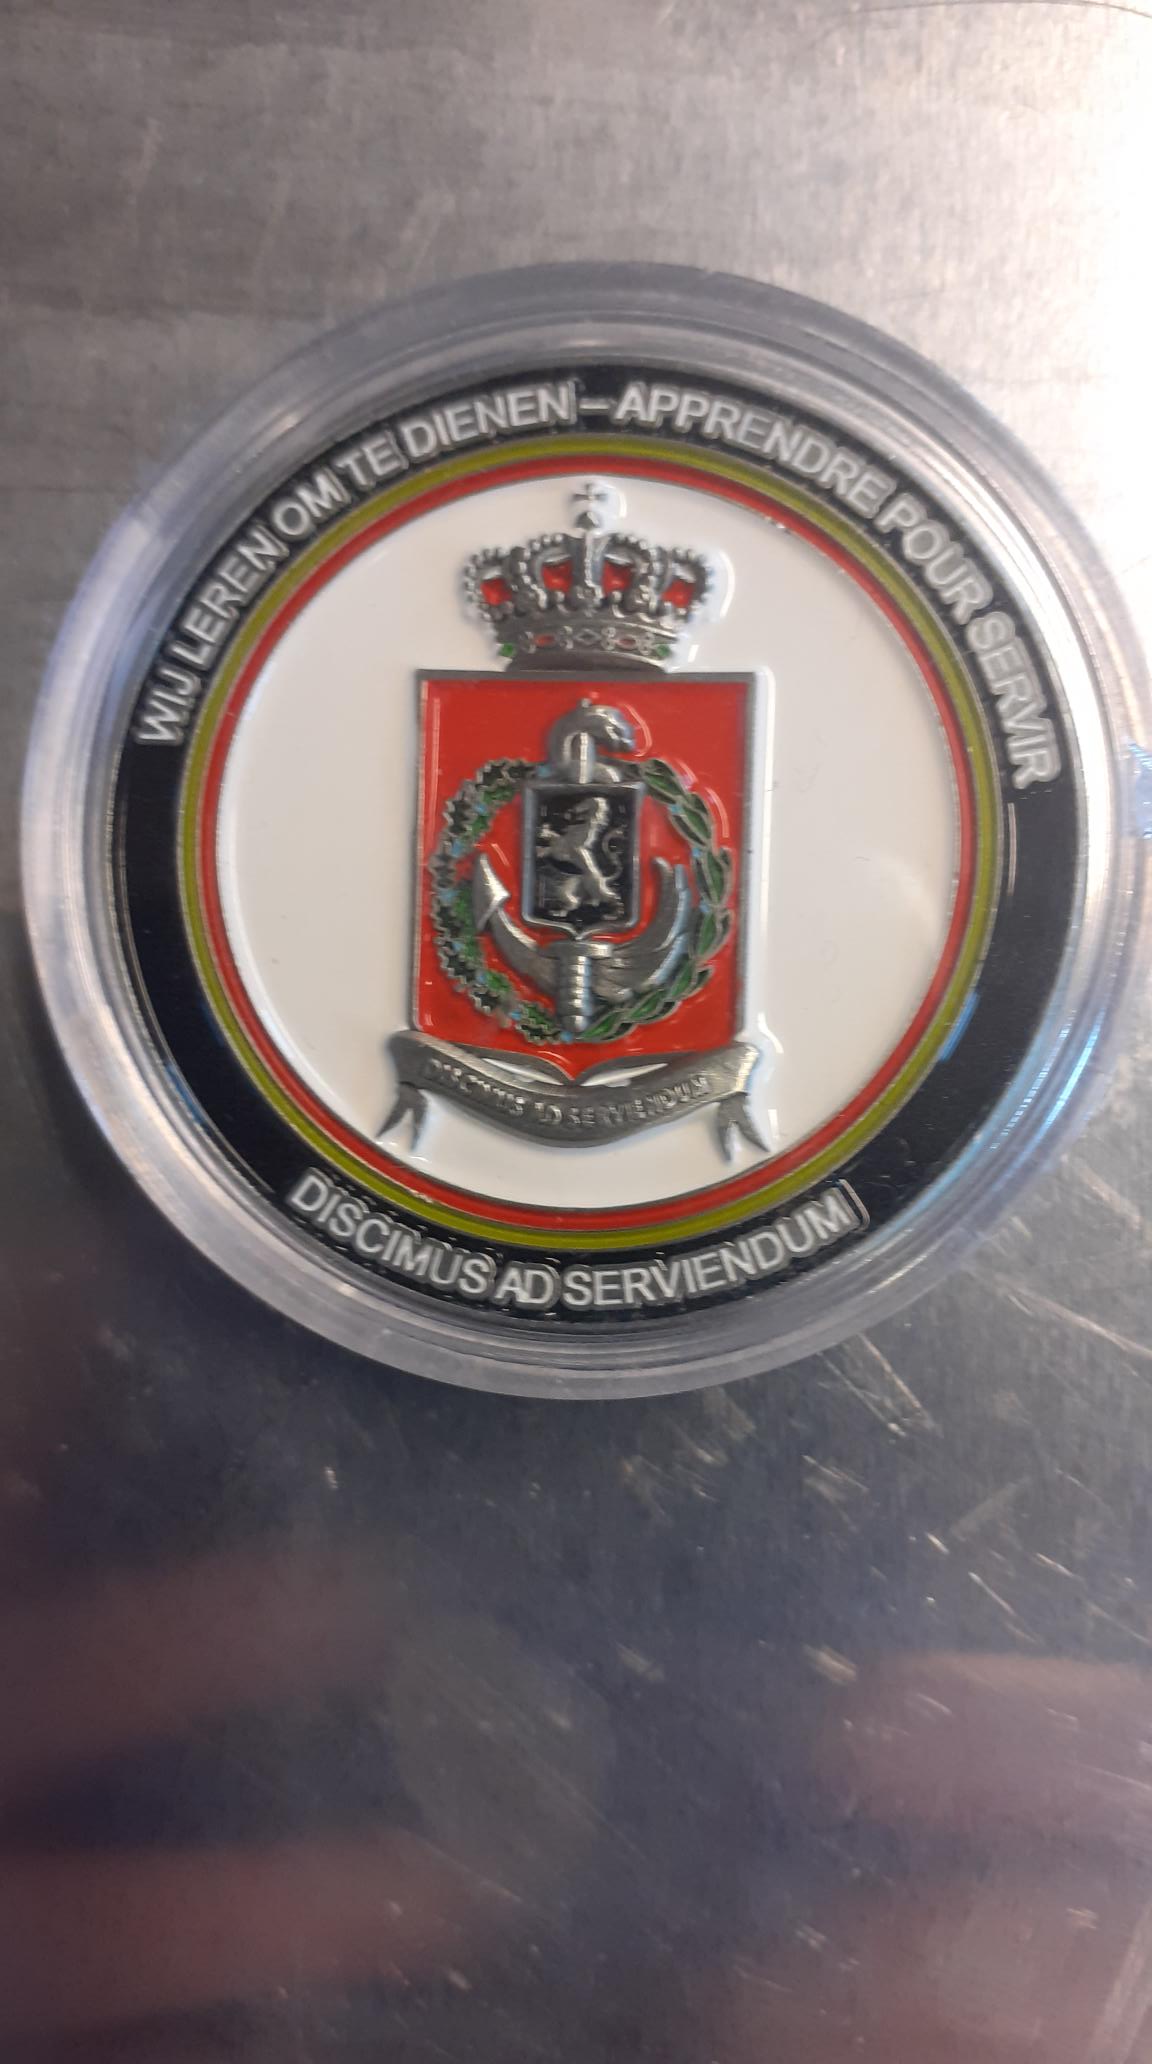 WIJ LEREN OM TE DIENEN – APPRENDRE POUR SERVIR
DISCIMUS AD SERVIENDUM
DISCIMUS AD SERVIENDUM